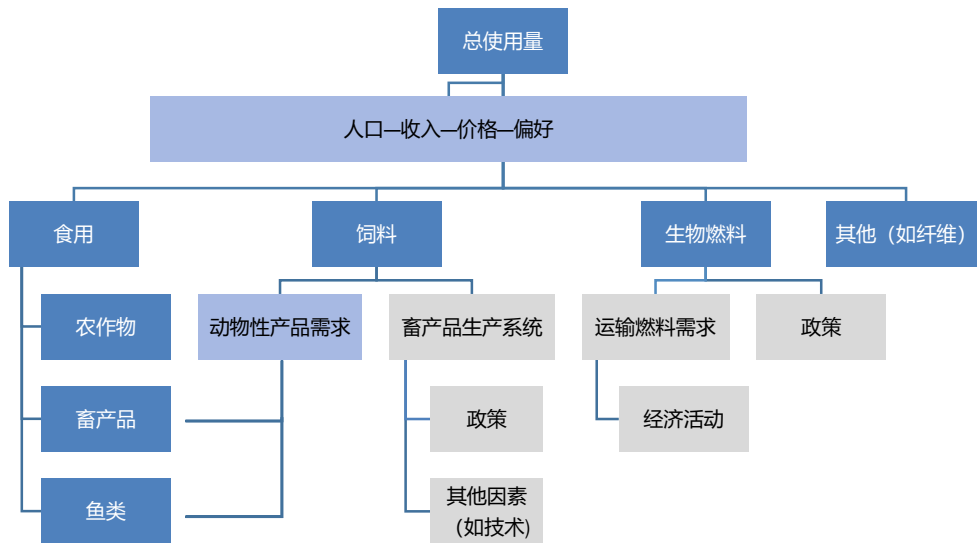 总使用量
人口—收入—价格—偏好
食用
饲料
生物燃料
其他（如纤维）
农作物
动物性产品需求
畜产品生产系统
运输燃料需求
政策
畜产品
政策
经济活动
鱼类
其他因素
（如技术)